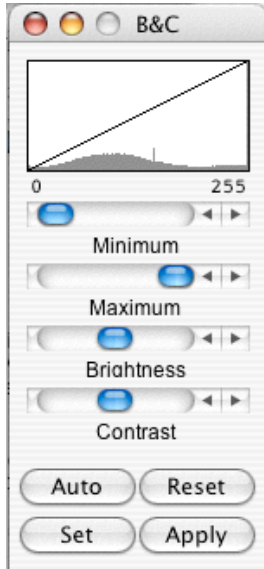 B&C
0 255
Minimum
Maximum
Brightness
Contrast
Auto Reset
Set Apply